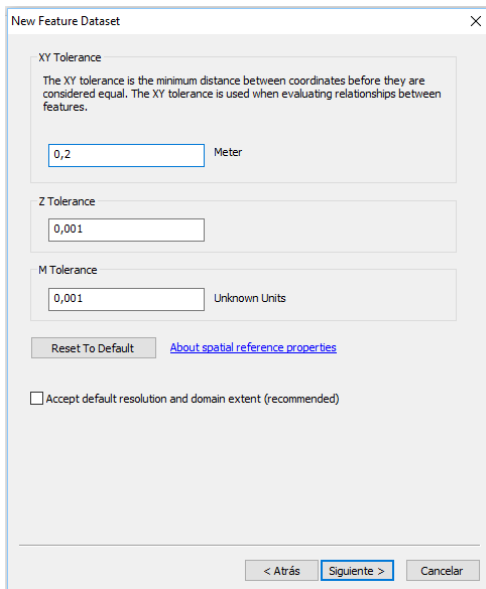 New Feature Dataset
XY Tolerance
The XY tolerance is the minimum distance between coordinates before they are
considered equal. The XY tolerance is used when evaluating relationships between
features.
0,2 Meter
Z Tolerance
0,001
M Tolerance
0,001 Unknown Units
Reset To Default About spatial reference properties
Accept default resolution and domain extent (recommended)
< Atrás Siguiente > Cancelar